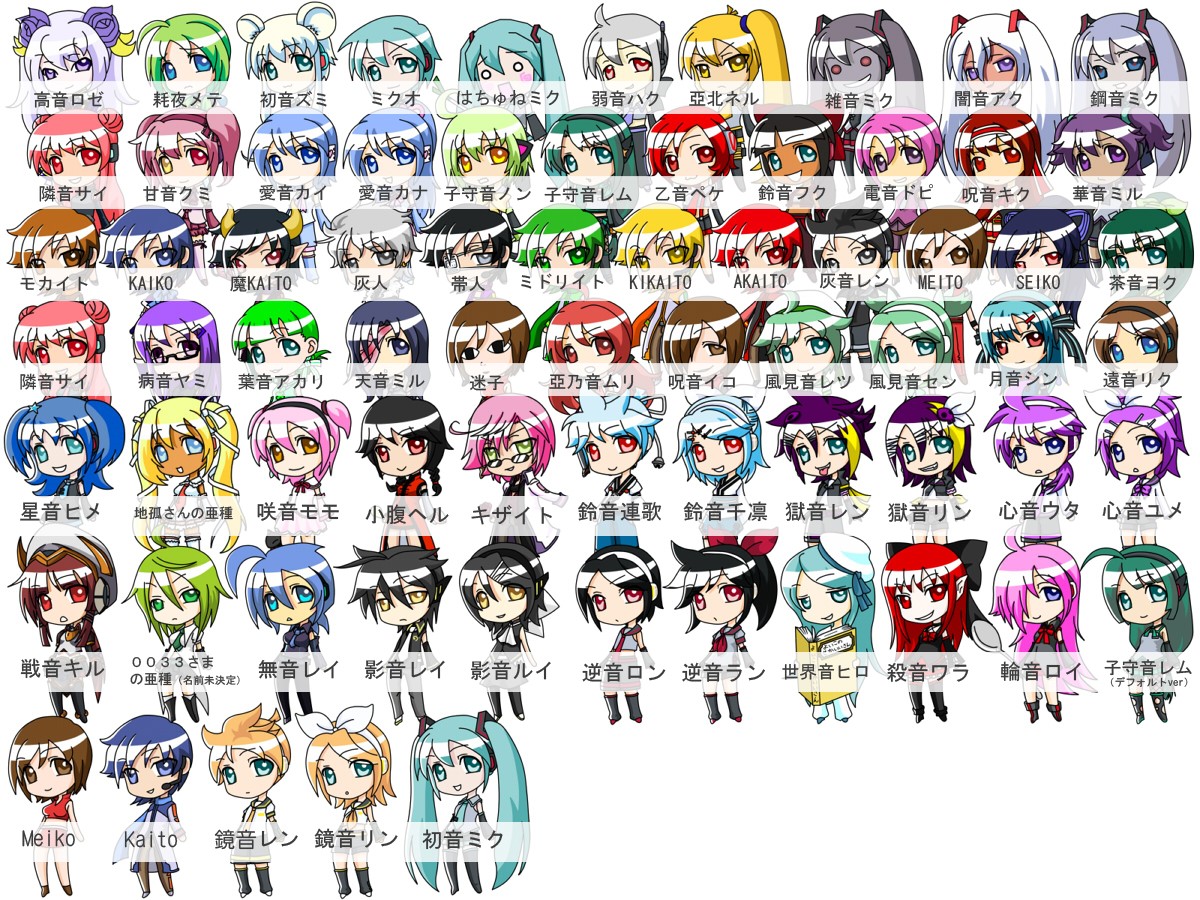 高音ロゼ 耗夜メテ 初音ズミ ミクオ はちゅねミク 弱音ハク 亞北ネル 雑音ミク 闇音アク 鋼音ミク
隣音サイ 甘音クミ 愛音カイ 愛音カナ 子守音ノン 子守音レム 乙音ペケ 鈴音フク 電音ドピ 呪音キク 華音ミル
モカイト KAIKO 魔KAITO 灰人 帯人 ミドリイト KIKAITO AKAITO 灰音レン MEITO SEIKO 茶音ヨク
隣音サイ 病音ヤミ 葉音アカリ 天音ミル 迷子 亞乃音ムリ 呪音イコ 風見音レツ 風見音セン 月音シン 遠音リク
星音ヒメ 地孤さんの亜種 咲音モモ 小腹ヘル キザイト 鈴音連歌 鈴音千凛 獄音レン 獄音リン 心音ウタ 心音ユメ
戦音キル 0033さま 無音レイ 影音レイ 影音ルイ 逆音ロン 逆音ラン 世界音ヒロ 殺音ワラ 輪音ロイ 子守音レム
の亜種(名前未決定) (デフォルトver)
Meiko Kaito 鏡音レン 鏡音リン 初音ミク